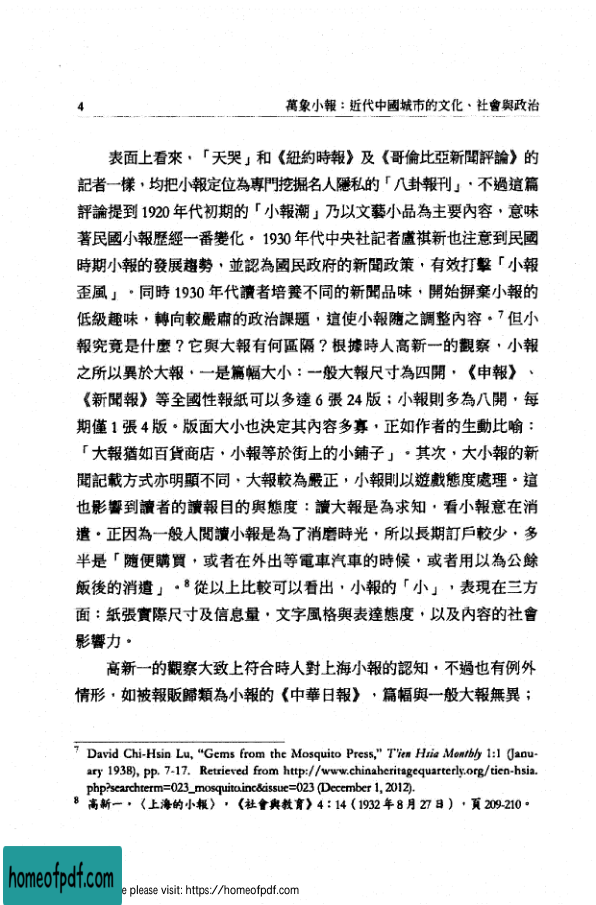 4
萬象小報：近代中國城市的文化、社會與政治
表面上看來，「天哭」和《紐約時報》及《哥倫比亞新聞評論》的
記者一樣，均把小報定位為專門挖掘名人隱私的「八卦報刊」，不過這篇
評論提到 1920 年代初期的「小報潮」乃以文藝小品為主要內容，意味
著民國小報歷經一番變化。1930 年代中央社記者盧祺新也注意到民國
時期小報的發展趨勢，並認為國民政府的新聞政策，有效打擊「小報
歪風」。同時 1930 年代讀者培養不同的新聞品味，開始摒棄小報的
低級趣味，轉向較嚴肅的政治課題，這使小報隨之調整內容。7 但小
報究竟是什麼？它與大報有何區隔？根據時人高新一的觀察，小報
之所以異於大報，一是篇幅大小：一般大報尺寸為四開，《申報》、
《新聞報》等全國性報紙可以多達 6 張 24 版；小報則多為八開，每
期僅 1 張 4 版。版面大小也決定其內容多寡，正如作者的生動比喻：
「大報猶如百貨商店，小報等於街上的小鋪子」。其次，大小報的新
聞記載方式亦明顯不同，大報較為嚴正，小報則以遊戲態度處理。這
也影響到讀者的讀報目的與態度：讀大報是為求知，看小報意在消
遣。正因為一般人閱讀小報是為了消磨時光，所以長期訂戶較少，多
半是「隨便購買，或者在外出等電車汽車的時候，或者用以為公餘
飯後的消遣」。8 從以上比較可以看出，小報的「小」，表現在三方
面：紙張實際尺寸及信息量，文字風格與表達態度，以及內容的社會
影響力。
高新一的觀察大致上符合時人對上海小報的認知，不過也有例外
情形，如被報販歸類為小報的《中華日報》，篇幅與一般大報無異；
7 David Chi-Hsin Lu, “Gems from the Mosquito Press,” T'ien Hsia Monthly 1:1 (Janu-
ary 1938), pp. 7-17. Retrieved from http://www.chinaheritagequarterly.org/tien-hsia.
php?searchterm=023_mosquito.inc&issue=023 (December 1, 2012).
8 高新一，〈上海的小報〉，《社會與教育》4：14（1932 年 8 月 27 日），頁 209-210。
homeofpdf.com
e please visit: https://homeofpdf.com